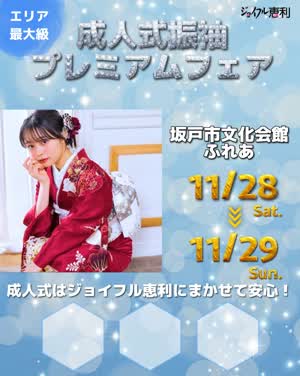 エリア
最大級
ジョイフル恵利
成人式振袖
プレミアムフェア
坂戸市文化会館
ふれあ
11/28
Sat.
11/29
Sun.
成人式はジョイフル恵利にまかせて安心！